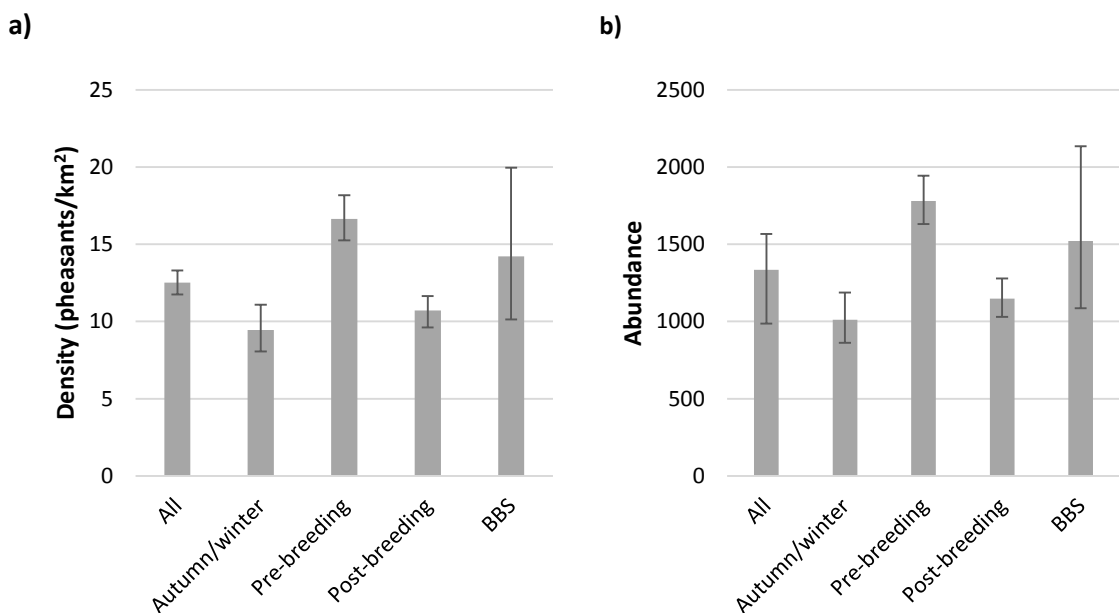 a)
Density (pheasants/km²)
25
20
15
10
5
0
All
Autumn/winter
Pre-breeding
Post-breeding
BBS
b)
Abundance
2500
2000
1500
1000
500
0
All
Autumn/winter
Pre-breeding
Post-breeding
BBS